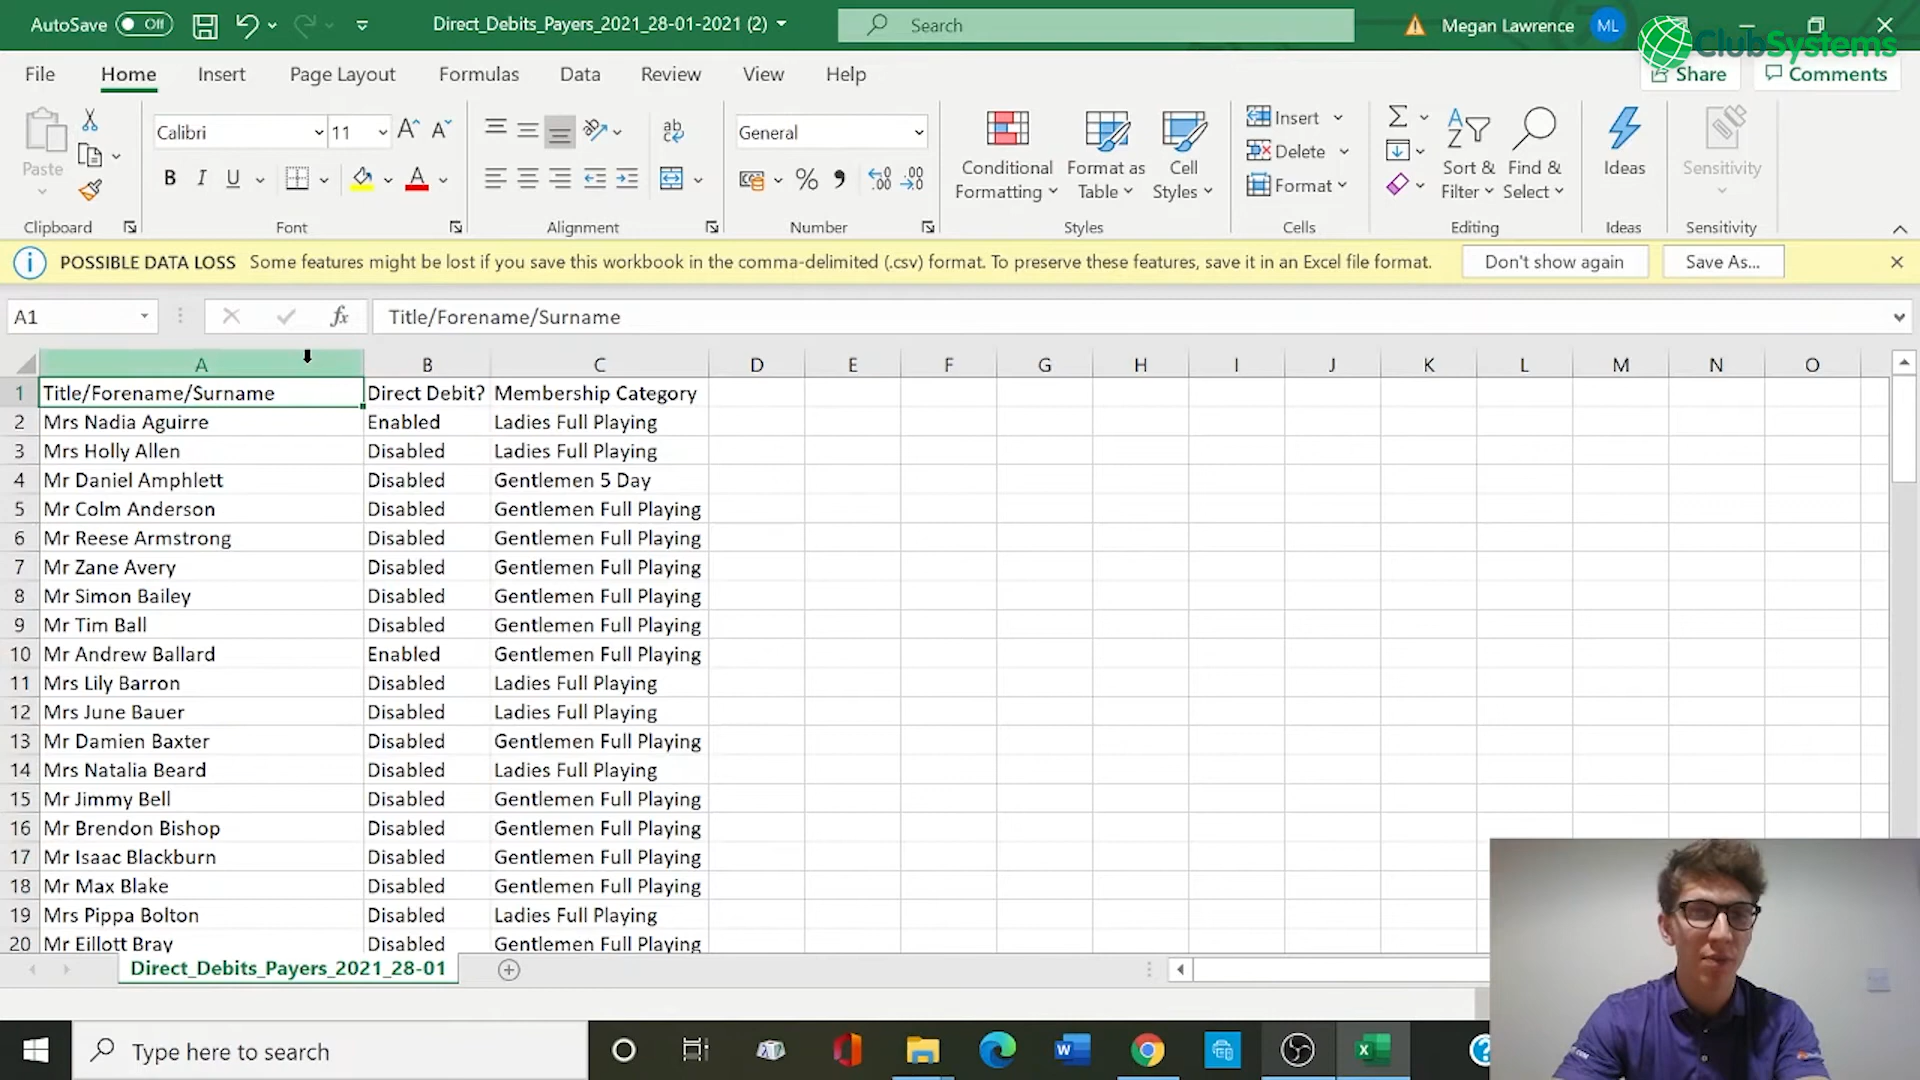 AutoSave Off Direct_Debits_Payers_2021_28-01-2021 (2) Search Megan Lawrence ML ClubSystems
File Home Insert Page Layout Formulas Data Review View Help Share Comments
Paste
Calibri 11
General
B I U
Conditional Formatting
Format as Table
Cell Styles
Insert
Delete
Format
Sort & Filter
Find & Select
Ideas
Sensitivity
Clipboard Font Alignment Number Styles Cells Editing Ideas Sensitivity
POSSIBLE DATA LOSS Some features might be lost if you save this workbook in the comma-delimited (.csv) format. To preserve these features, save it in an Excel file format. Don't show again Save As...
A1 fx Title/Forename/Surname
A B C D E F G H I J K L M N O
1 Title/Forename/Surname Direct Debit? Membership Category
2 Mrs Nadia Aguirre Enabled Ladies Full Playing
3 Mrs Holly Allen Disabled Ladies Full Playing
4 Mr Daniel Amphlett Disabled Gentlemen 5 Day
5 Mr Colm Anderson Disabled Gentlemen Full Playing
6 Mr Reese Armstrong Disabled Gentlemen Full Playing
7 Mr Zane Avery Disabled Gentlemen Full Playing
8 Mr Simon Bailey Disabled Gentlemen Full Playing
9 Mr Tim Ball Disabled Gentlemen Full Playing
10 Mr Andrew Ballard Enabled Gentlemen Full Playing
11 Mrs Lily Barron Disabled Ladies Full Playing
12 Mrs June Bauer Disabled Ladies Full Playing
13 Mr Damien Baxter Disabled Gentlemen Full Playing
14 Mrs Natalia Beard Disabled Ladies Full Playing
15 Mr Jimmy Bell Disabled Gentlemen Full Playing
16 Mr Brendon Bishop Disabled Gentlemen Full Playing
17 Mr Isaac Blackburn Disabled Gentlemen Full Playing
18 Mr Max Blake Disabled Gentlemen Full Playing
19 Mrs Pippa Bolton Disabled Ladies Full Playing
20 Mr Eillott Bray Disabled Gentlemen Full Playing
Direct_Debits_Payers_2021_28-01
Type here to search